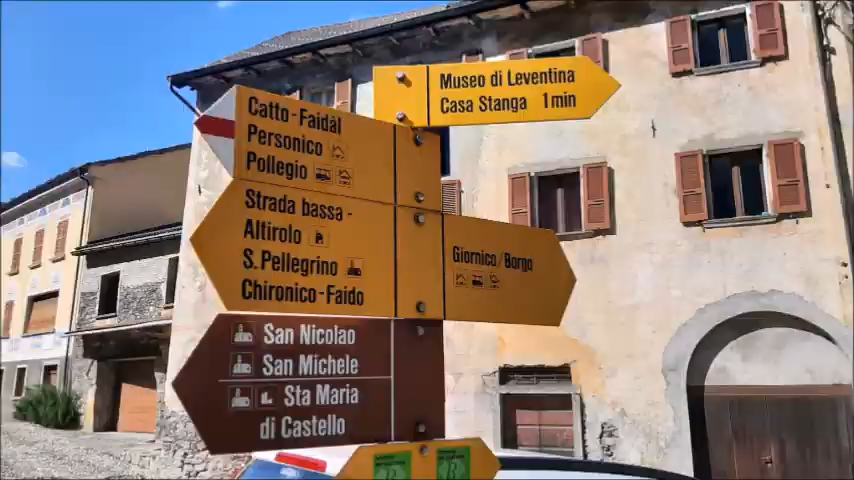 Museo di Leventina
Casa Stanga 1min
Catto-Faidal
Personico
Pollegio
Strada bassa-
Altirolo
S.Pellegrino
Chironico-Faido
Giornico/Borgo
San Nicolao
San Michele
Sta Maria
di Castello